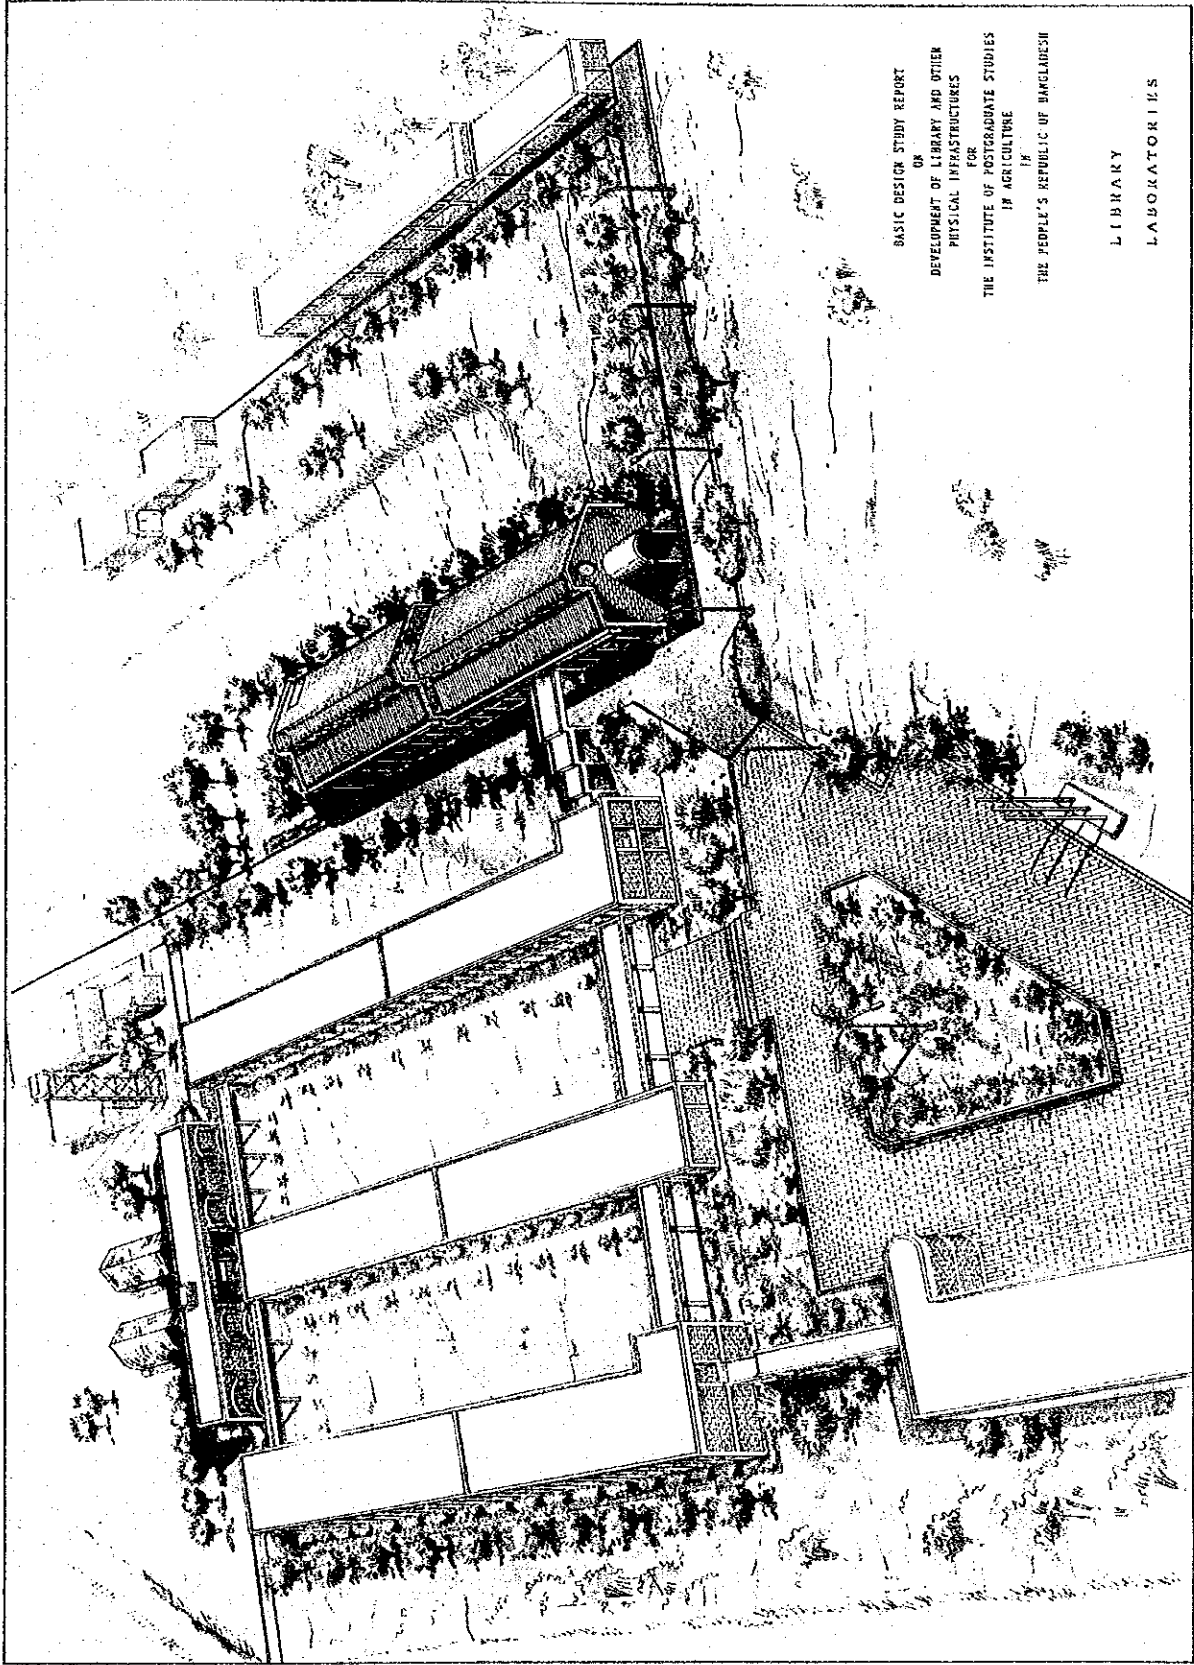 BASIC DESIGN STUDY REPORT
ON
DEVELOPMENT OF LIBRARY AND OTHER
PHYSICAL INFRASTRUCTURES
FOR
THE INSTITUTE OF POSTGRADUATE STUDIES
IN AGRICULTURE
IN
THE PEOPLE'S REPUBLIC OF BANGLADESH
LIBRARY
LABORATORIES